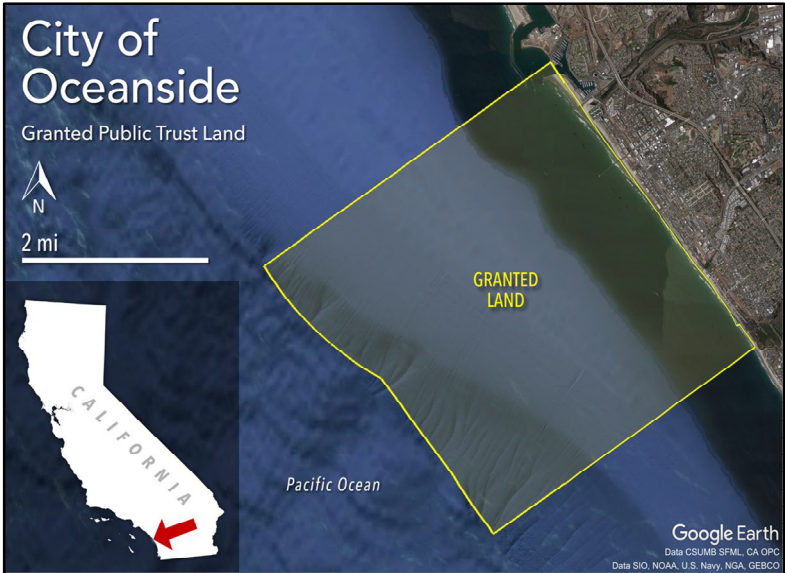 City of
Oceanside
Granted Public Trust Land
N
2 mi
GRANTED
LAND
CALIFORNIA
Pacific Ocean
Google Earth
Data CSUMB SFML, CA OPC
Data SIO, NOAA, U.S. Navy, NGA, GEBCO